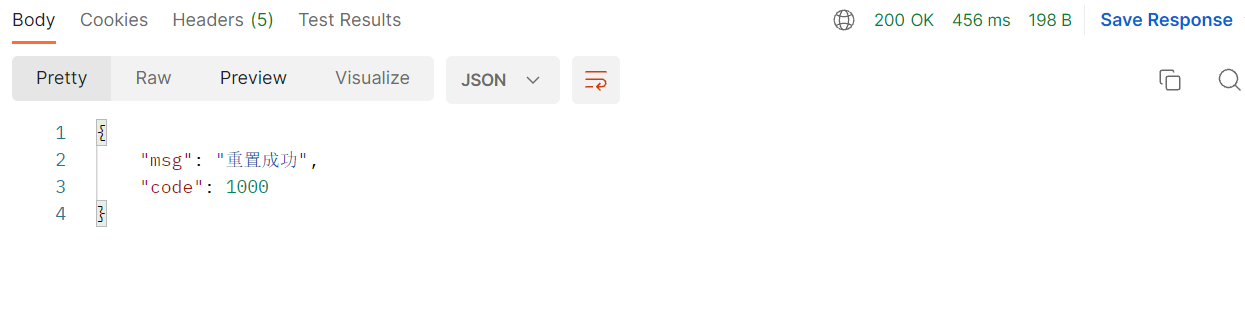 Body Cookies Headers (5) Test Results 200 OK 456 ms 198 B Save Response
Pretty Raw Preview Visualize JSON
1 {
2 "msg": "重置成功",
3 "code": 1000
4 }